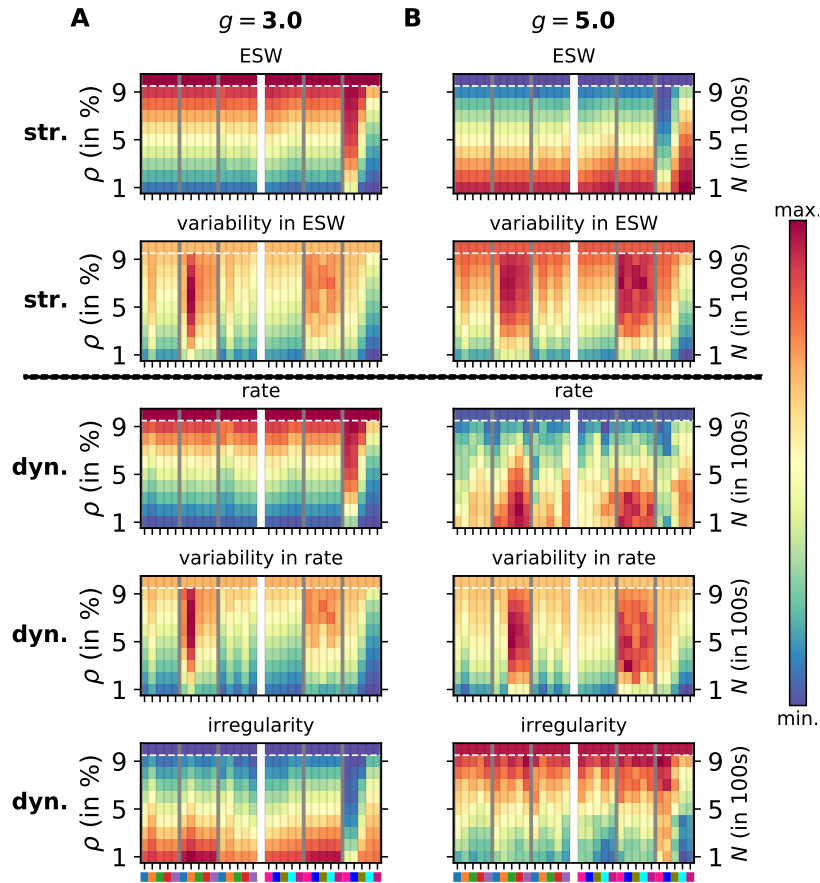 A g = 3.0 B g = 5.0
ESW ESW
str. ρ (in %) 9 5 1 9 5 1 N (in 100s)
variability in ESW variability in ESW
str. ρ (in %) 9 5 1 9 5 1 N (in 100s)
rate rate
dyn. ρ (in %) 9 5 1 9 5 1 N (in 100s)
variability in rate variability in rate
dyn. ρ (in %) 9 5 1 9 5 1 N (in 100s)
irregularity irregularity
dyn. ρ (in %) 9 5 1 9 5 1 N (in 100s)
max.
min.